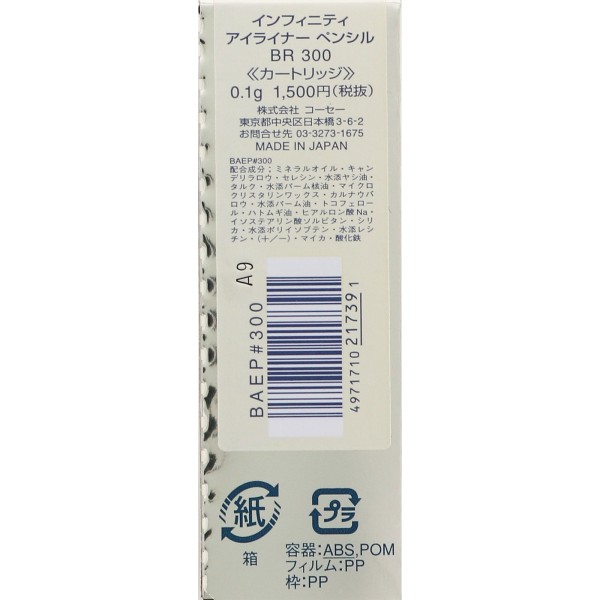 インフィニティ
アイライナー ペンシル
BR 300
《カートリッジ》
0.1g 1,500円(税抜)
株式会社 コーセー
東京都中央区日本橋3-6-2
お問合せ先 03-3273-1675
MADE IN JAPAN
BAEP#300
配合成分;ミネラルオイル・キャン
デリラロウ・セレシン・水添ヤシ油・
タルク・水添パーム核油・マイクロ
クリスタリンワックス・カルナウバ
ロウ・水添パーム油・トコフェロ
ール・ハトムギ油・ヒアルロン酸Na・
イソステアリン酸ソルビタン・シリ
カ・水添ポリイソブテン・水添レシ
チン・(+/-)・マイカ・酸化鉄
A9
BAEP#300
4971710 217391
紙
箱
プラ
容器:ABS,POM
フィルム:PP
枠:PP